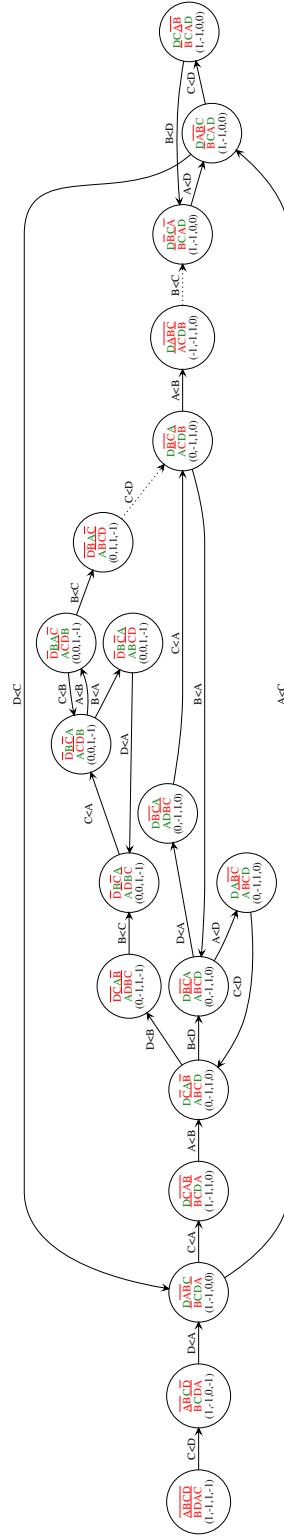 ABCD
BDAC
(1,-1,1,-1)
C<D
ABCD
BCDA
(1,-1,0,-1)
D<A
DABC
BCDA
(1,-1,0,0)
C<A
DCAB
BCDA
(1,-1,1,0)
A<B
DCAB
ABCD
(0,-1,1,0)
D<B
B<D
C<D
DCAB
ADBC
(0,-1,1,-1)
B<C
DBCA
ABCD
(0,-1,1,0)
D<A
A<D
DABC
ABCD
(0,-1,1,0)
DBCA
ADBC
(0,0,1,-1)
C<A
D<A
DBCA
ADBC
(0,-1,1,0)
C<A
B<A
DBCA
ACDB
(0,0,1,-1)
C<B
A<B
B<A
DBAC
ACDB
(0,0,1,-1)
DBCA
ABCD
(0,0,1,-1)
B<C
DBAC
ABCD
(0,1,1,-1)
C<D
DBCA
ACDB
(0,-1,1,0)
A<B
DABC
ACDB
(-1,-1,1,0)
B<C
DBCA
BCAD
(1,-1,0,0)
A<D
B<D
DABC
BCAD
(1,-1,0,0)
C<D
DCAB
BCAD
(1,-1,0,0)
D<C
A<C